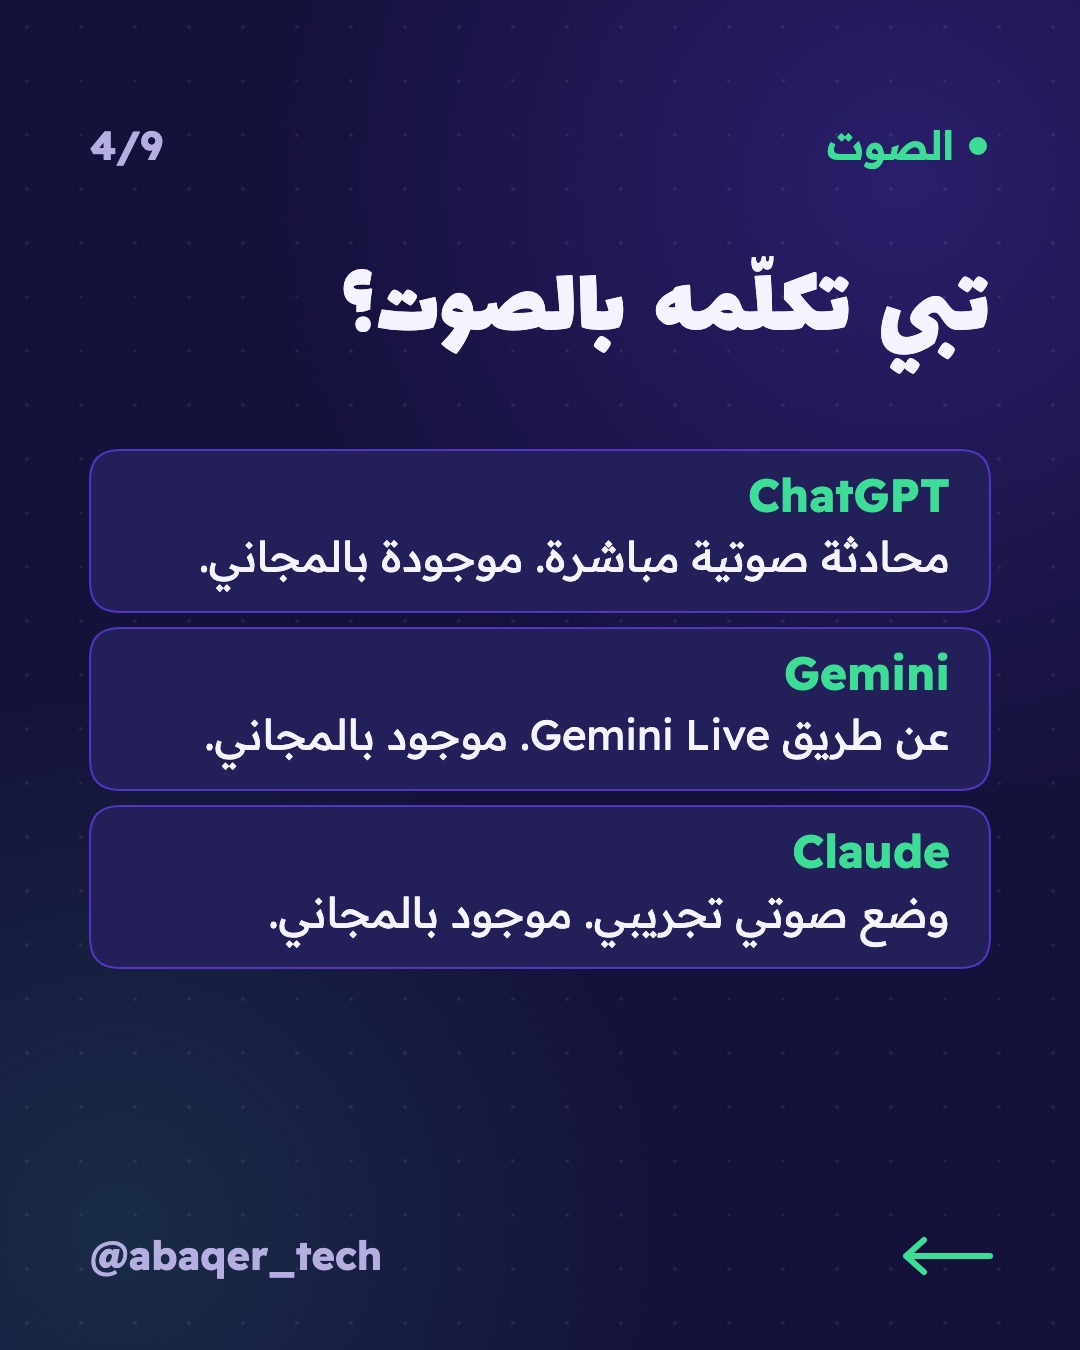 الصوت
4/9
تبي تكلّمه بالصوت؟
ChatGPT
محادثة صوتية مباشرة. موجودة بالمجاني.
Gemini
عن طريق Gemini Live. موجود بالمجاني.
Claude
وضع صوتي تجريبي. موجود بالمجاني.
@abaqer_tech